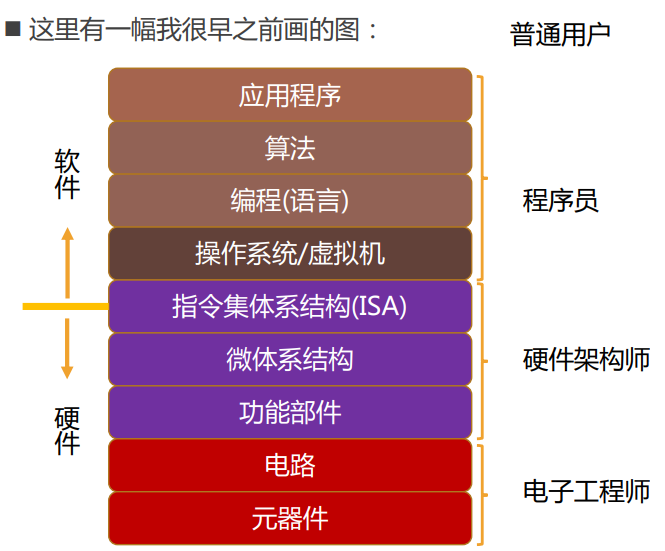 ■ 这里有一幅我很早之前画的图：
普通用户
应用程序
算法
编程(语言)
操作系统/虚拟机
指令集体系结构(ISA)
微体系结构
功能部件
电路
元器件
软件
硬件
程序员
硬件架构师
电子工程师